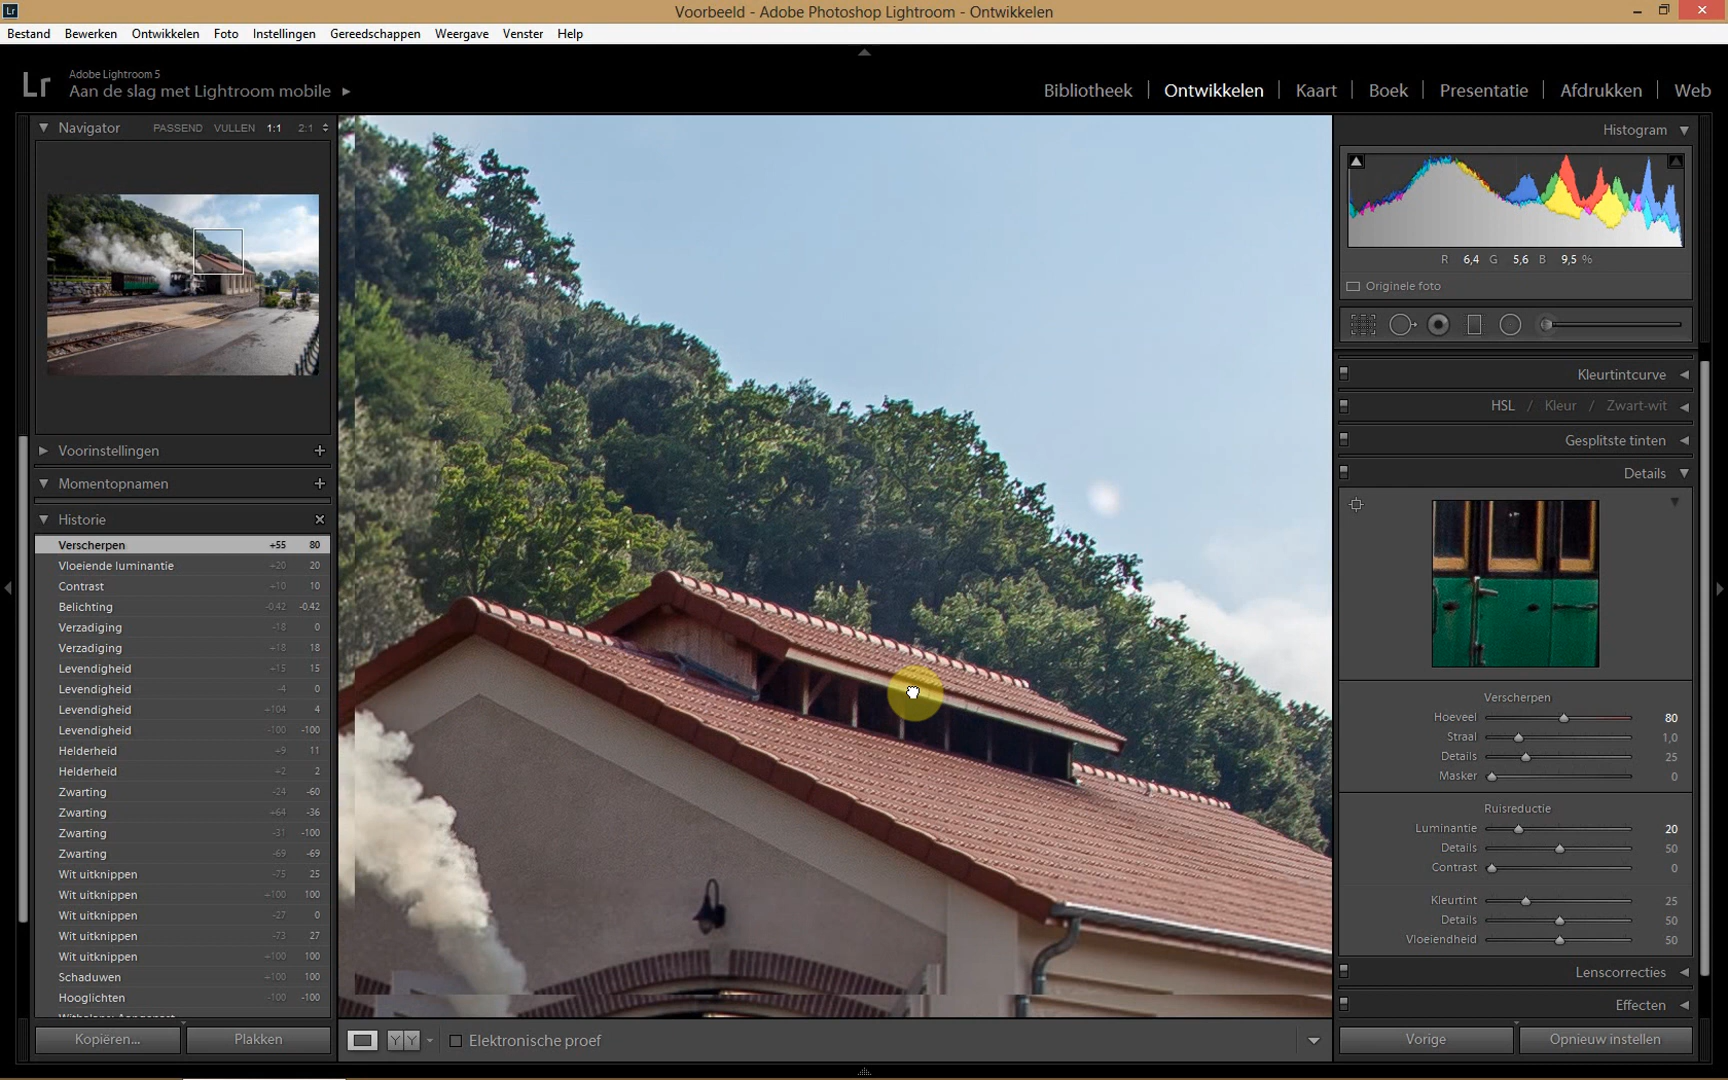 Voorbeeld - Adobe Photoshop Lightroom - Ontwikkelen
Bestand Bewerken Ontwikkelen Foto Instellingen Gereedschappen Weergave Venster Help
Lr Adobe Lightroom 5
Aan de slag met Lightroom mobile
Bibliotheek | Ontwikkelen | Kaart | Boek | Presentatie | Afdrukken | Web
Navigator PASSEND VULLEN 1:1 2:1
Voorinstellingen
Momentopnamen
Historie
Verscherpen +55 80
Vloeiende luminantie +20 20
Contrast +10 10
Belichting -0,42 -0,42
Verzadiging -18 0
Verzadiging +18 18
Levendigheid +15 15
Levendigheid -4 0
Levendigheid +104 4
Levendigheid -100 -100
Helderheid +9 11
Helderheid +2 2
Zwarting -24 -60
Zwarting +64 -36
Zwarting -31 -100
Zwarting -69 -69
Wit uitknippen -75 25
Wit uitknippen +100 100
Wit uitknippen -27 0
Wit uitknippen -73 27
Wit uitknippen +100 100
Schaduwen +100 100
Hooglichten -100 -100
Kopiëren... Plakken
YY Elektronische proef
Histogram
R 6,4 G 5,6 B 9,5 %
Originele foto
Kleurtintcurve
HSL / Kleur / Zwart-wit
Gesplitste tinten
Details
Verscherpen
Hoeveel 80
Straal 1,0
Details 25
Masker 0
Ruisreductie
Luminantie 20
Details 50
Contrast 0
Kleurtint 25
Details 50
Vloeiendheid 50
Lenscorrecties
Effecten
Vorige Opnieuw instellen